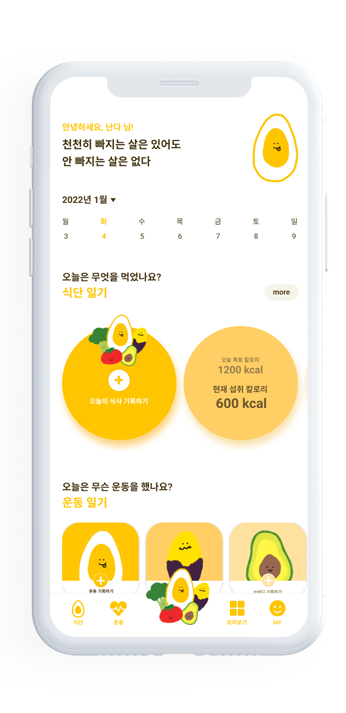 안녕하세요, 난다 님!
천천히 빠지는 살은 있어도
안 빠지는 살은 없다
2022년 1월
월 화 수 목 금 토 일
3 4 5 6 7 8 9
오늘은 무엇을 먹었나요?
식단 일기
more
오늘의 식사 기록하기
오늘 목표 칼로리
1200 kcal
현재 섭취 칼로리
600 kcal
오늘은 무슨 운동을 했나요?
운동 일기
운동 기록하기
눈바디 기록하기
식단 운동 모아보기 MY